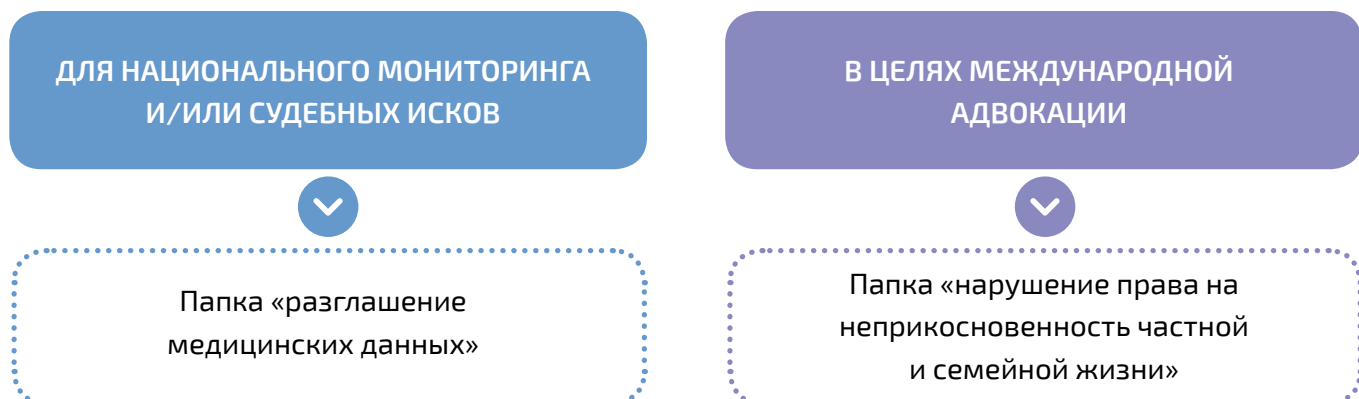 ДЛЯ НАЦИОНАЛЬНОГО МОНИТОРИНГА
И/ИЛИ СУДЕБНЫХ ИСКОВ
Папка «разглашение
медицинских данных»
В ЦЕЛЯХ МЕЖДУНАРОДНОЙ
АДВОКАЦИИ
Папка «нарушение права на
неприкосновенность частной
и семейной жизни»